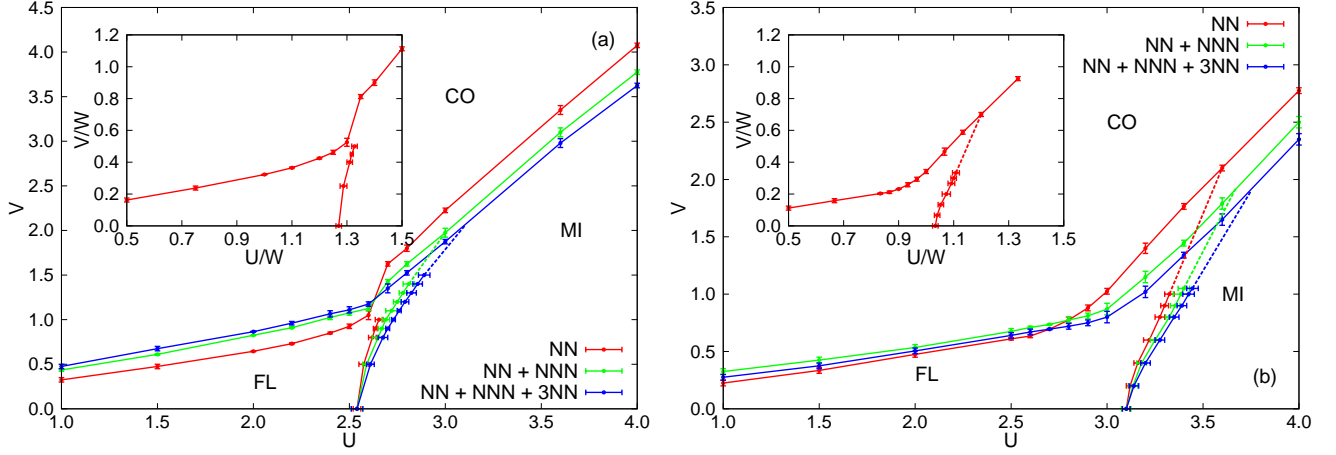 4.5
4.0
3.5
3.0
2.5
2.0
1.5
1.0
0.5
0.0
V
1.0 1.5 2.0 2.5 3.0 3.5 4.0
U
1.2
1.0
0.8
0.6
0.4
0.2
0.0
V/W
0.5 0.7 0.9 1.1 1.3 1.5
U/W
(a)
CO
MI
FL
NN
NN + NNN
NN + NNN + 3NN
3.5
3.0
2.5
2.0
1.5
1.0
0.5
0.0
V
1.0 1.5 2.0 2.5 3.0 3.5 4.0
U
1.2
1.0
0.8
0.6
0.4
0.2
0.0
V/W
0.5 0.7 0.9 1.1 1.3 1.5
U/W
NN
NN + NNN
NN + NNN + 3NN
CO
MI
FL
(b)